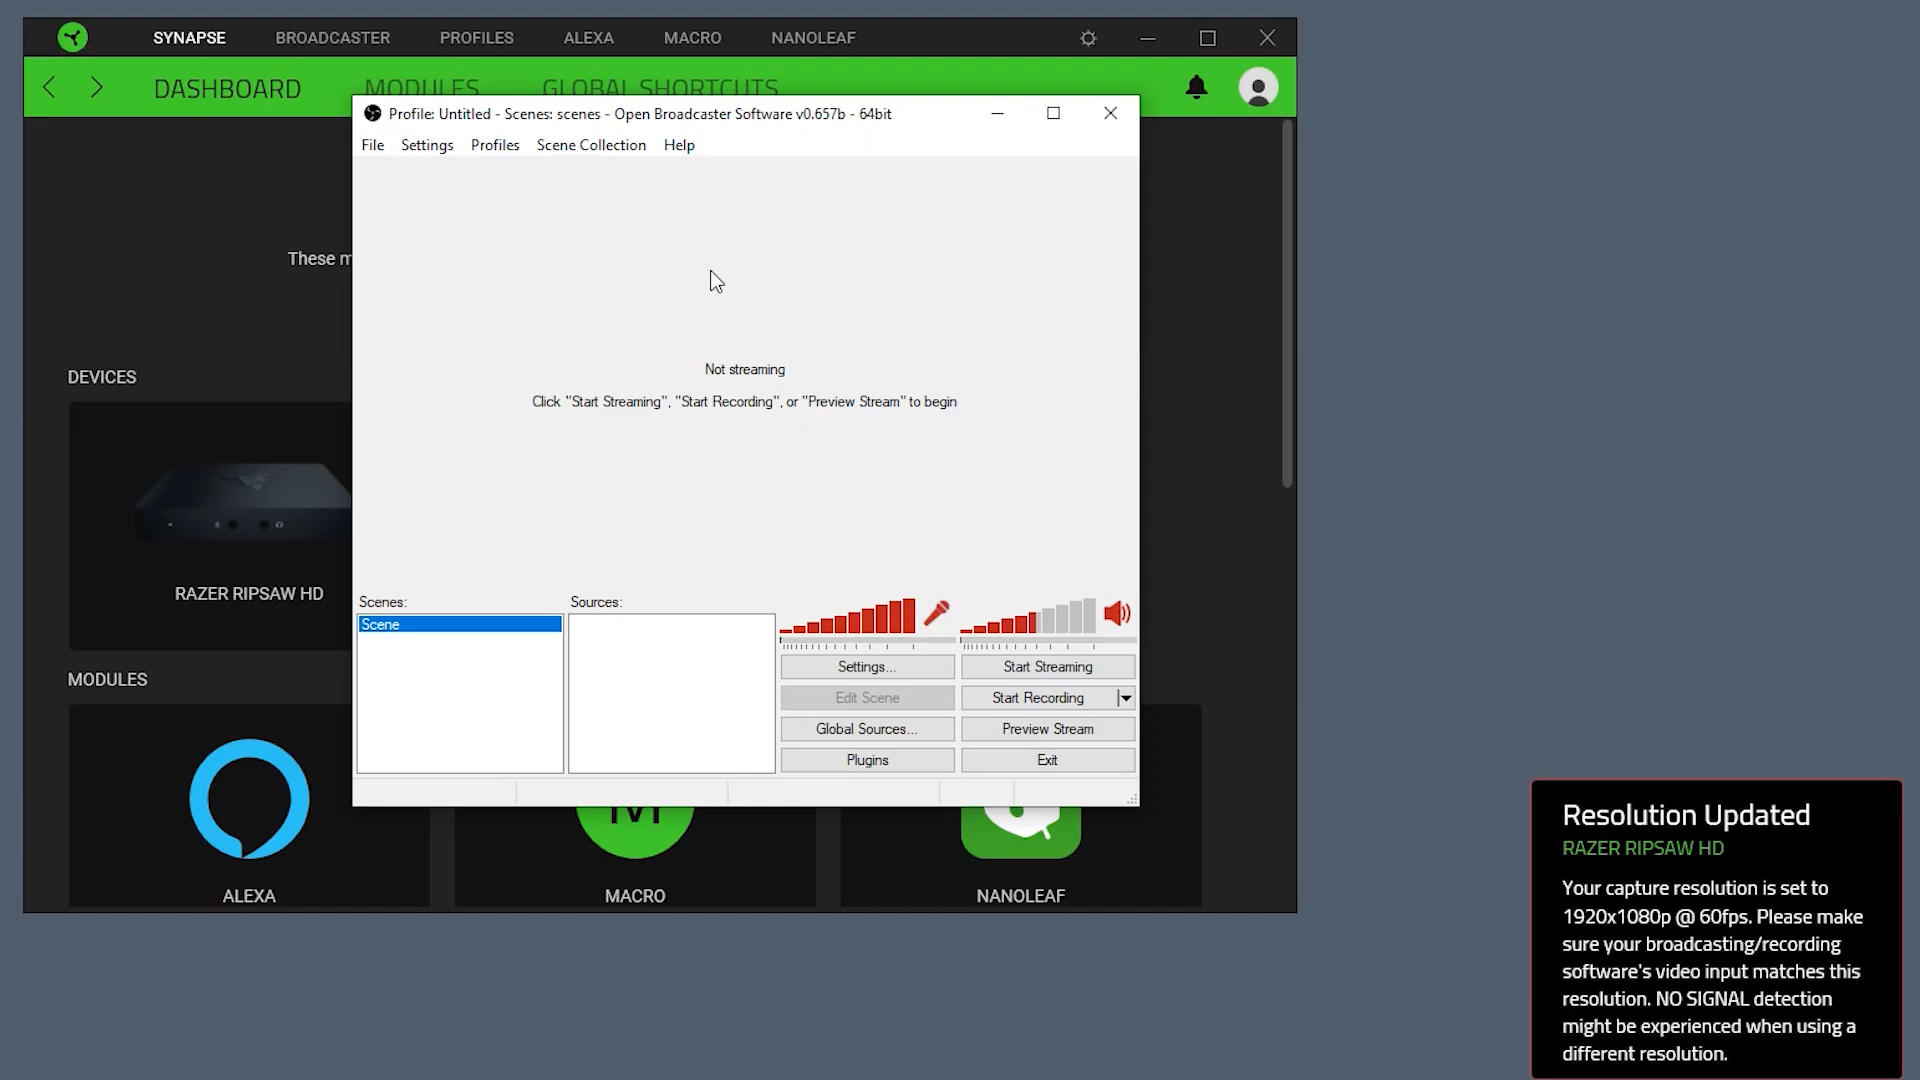 SYNAPSE BROADCASTER PROFILES ALEXA MACRO NANOLEAF
DASHBOARD MODULES GLOBAL SHORTCUTS
Profile: Untitled - Scenes: scenes - Open Broadcaster Software v0.657b - 64bit
File Settings Profiles Scene Collection Help
These m
Not streaming
Click "Start Streaming", "Start Recording", or "Preview Stream" to begin
DEVICES
RAZER RIPSAW HD
Scenes: Sources:
Scene
Settings... Start Streaming
Edit Scene Start Recording
Global Sources... Preview Stream
Plugins Exit
MODULES
ALEXA MACRO NANOLEAF
Resolution Updated
RAZER RIPSAW HD
Your capture resolution is set to
1920x1080p @ 60fps. Please make
sure your broadcasting/recording
software's video input matches this
resolution. NO SIGNAL detection
might be experienced when using a
different resolution.